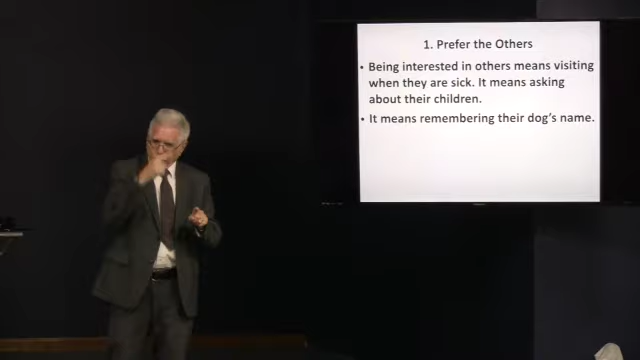 1. Prefer the Others
• Being interested in others means visiting
when they are sick. It means asking
about their children.
• It means remembering their dog's name.